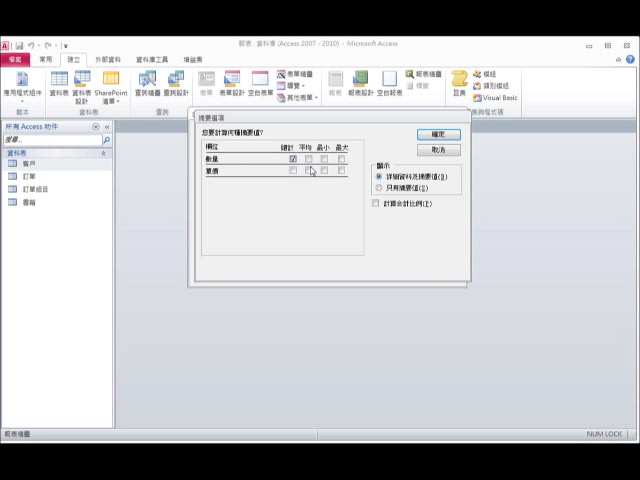 報表 : 資料庫 (Access 2007 - 2010) - Microsoft Access
檔案 常用 建立 外部資料 資料庫工具 增益集
應用程式組件 資料表 資料表設計 SharePoint 清單 查詢精靈 查詢設計 表單 表單設計 空白表單 表單精靈 導覽 其他表單 報表 報表設計 空白報表 報表精靈 標籤 巨集 模組 類別模組 Visual Basic
範本 資料表 查詢
所有 Access 物件
搜尋...
資料表
客戶
訂單
訂單細目
書籍
摘要選項
您要計算何種摘要值?
欄位 總計 平均 最小 最大
數量
單價
確定
取消
顯示
詳細資料及摘要值(D)
只有摘要值(S)
計算合計比例(P)
報表精靈 NUM LOCK